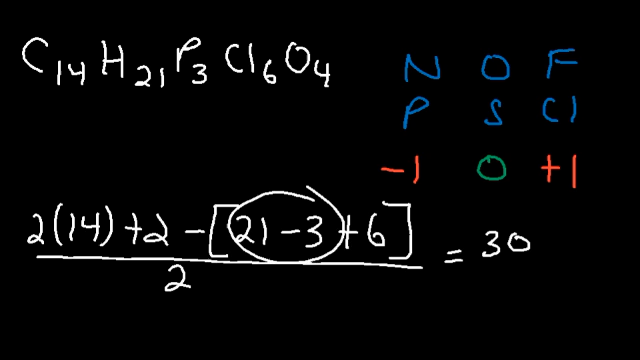 C₁₄H₂₁P₃Cl₆O₄
N O F
P S Cl
-1 0 +1
2(14)+2-[21-3+6]
2
= 30